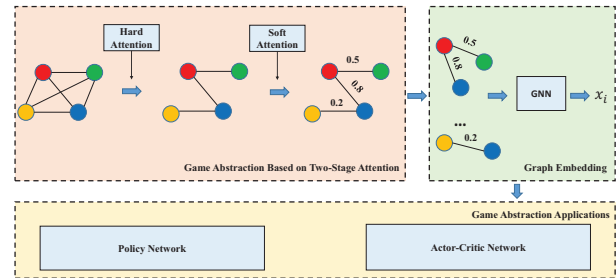 Hard
Attention
Soft
Attention
0.5
0.8
0.2
Game Abstraction Based on Two-Stage Attention
0.5
0.8
...
0.2
GNN
x_i
Graph Embedding
Game Abstraction Applications
Policy Network
Actor-Critic Network